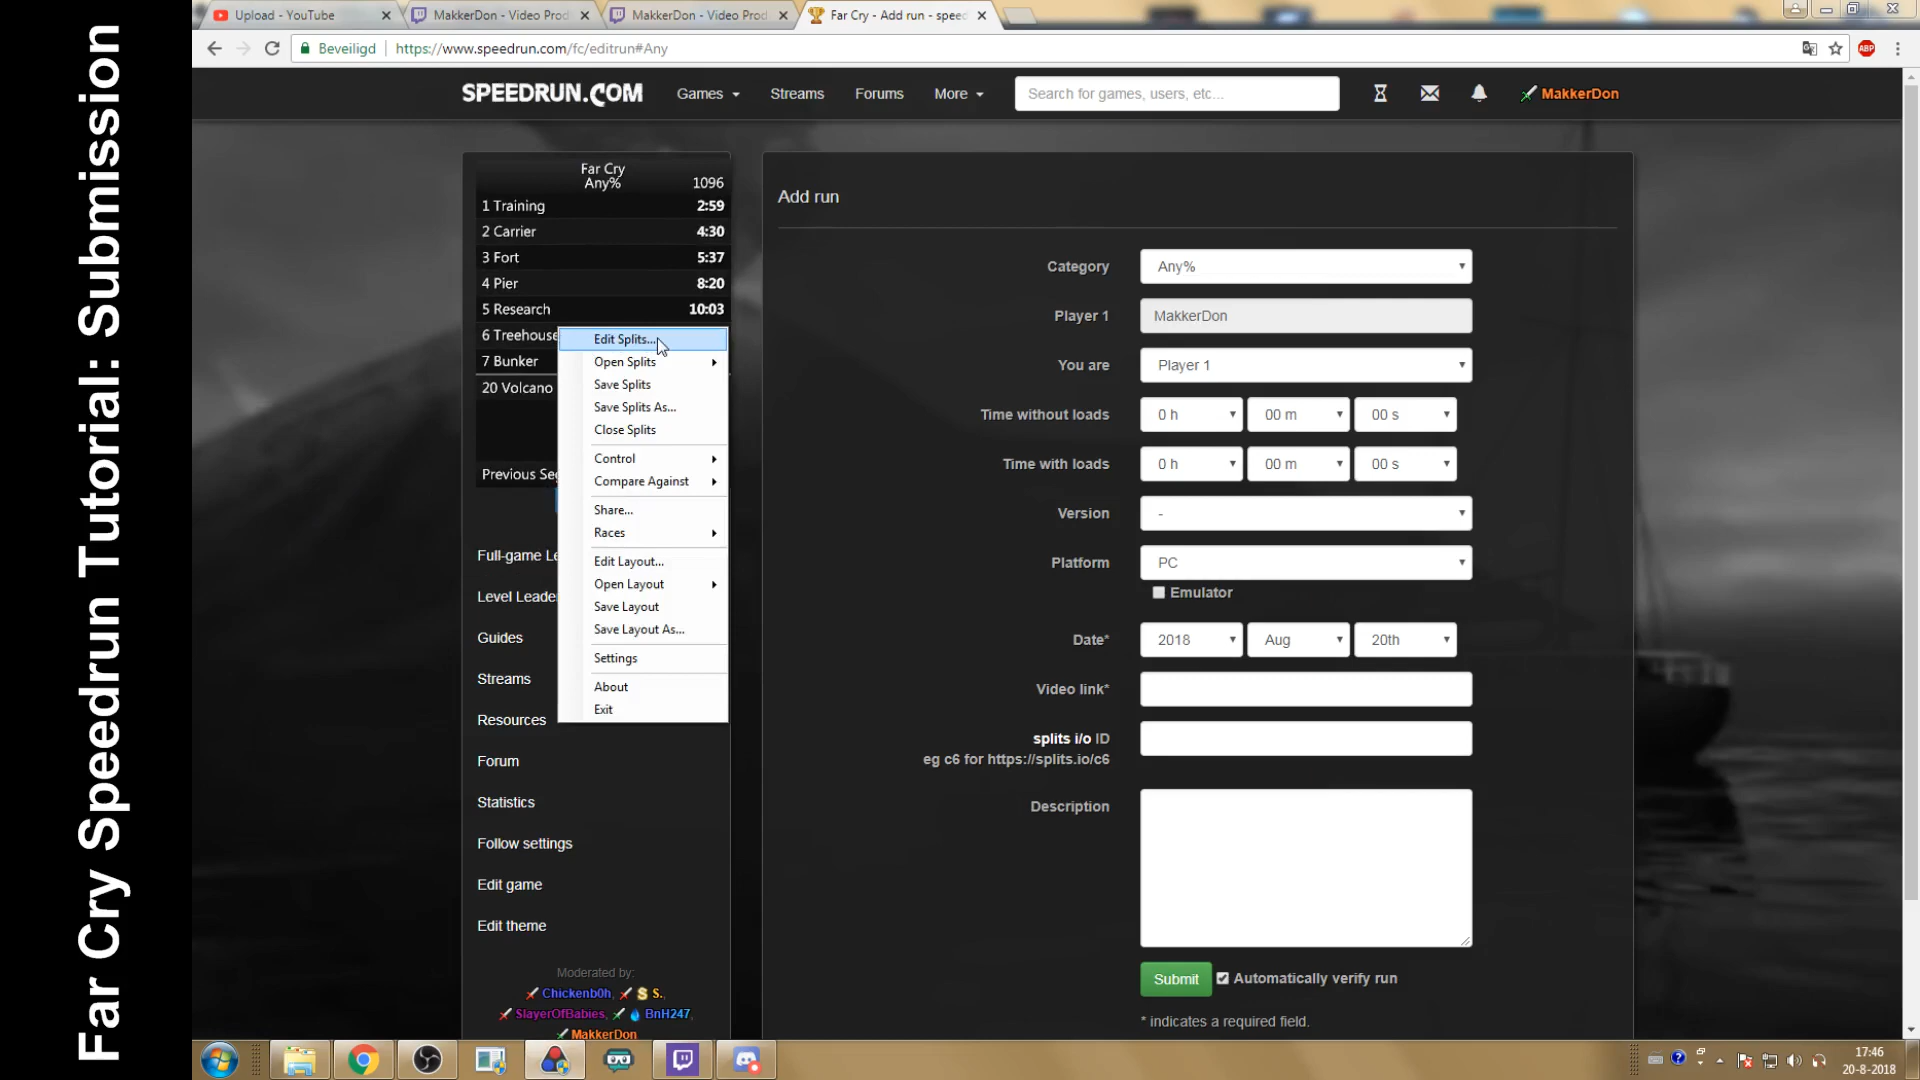 Far Cry Speedrun Tutorial: Submission
Upload - YouTube
MakkerDon - Video Prod
MakkerDon - Video Prod
Far Cry - Add run - speed
Beveiligd
https://www.speedrun.com/fc/editrun#Any
ABP
SPEEDRUN.COM
Games
Streams
Forums
More
Search for games, users, etc...
MakkerDon
Far Cry
Any%
1096
1 Training 2:59
2 Carrier 4:30
3 Fort 5:37
4 Pier 8:20
5 Research 10:03
6 Treehouse
7 Bunker
20 Volcano
Previous Seg
Edit Splits...
Open Splits
Save Splits
Save Splits As...
Close Splits
Control
Compare Against
Share...
Races
Edit Layout...
Open Layout
Save Layout
Save Layout As...
Settings
About
Exit
Full-game Le
Level Leade
Guides
Streams
Resources
Forum
Statistics
Follow settings
Edit game
Edit theme
Moderated by:
Chickenb0h, S.,
SlayerOfBabies, BnH247,
MakkerDon
Add run
Category Any%
Player 1 MakkerDon
You are Player 1
Time without loads 0 h 00 m 00 s
Time with loads 0 h 00 m 00 s
Version -
Platform PC
Emulator
Date* 2018 Aug 20th
Video link*
splits i/o ID
eg c6 for https://splits.io/c6
Description
Submit Automatically verify run
* indicates a required field.
17:46
20-8-2018